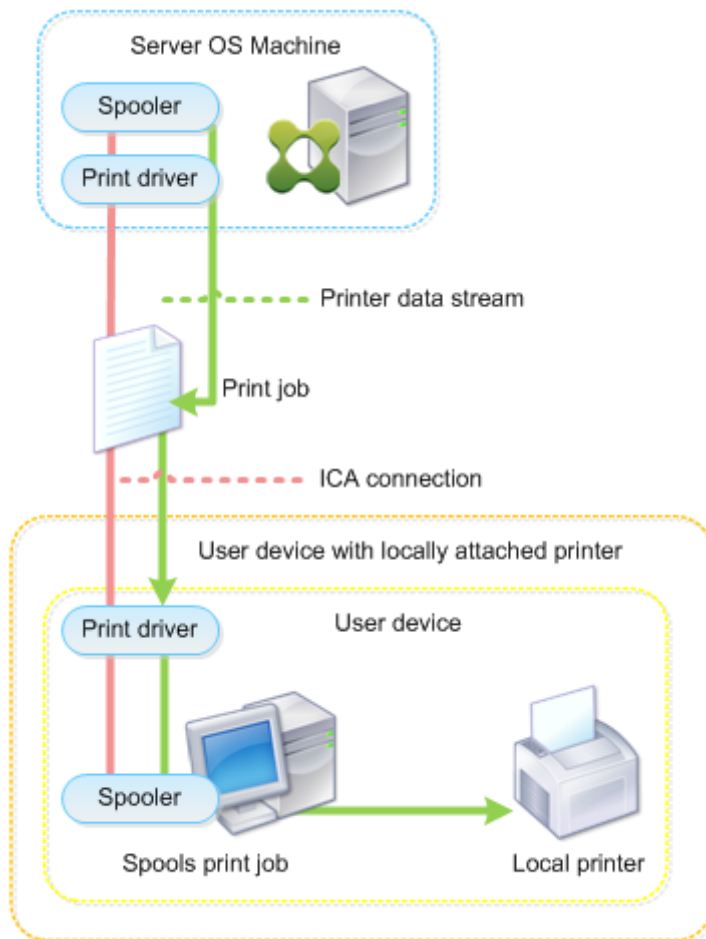 Server OS Machine
Spooler
Print driver
Printer data stream
Print job
ICA connection
User device with locally attached printer
Print driver
User device
Spooler
Spools print job
Local printer